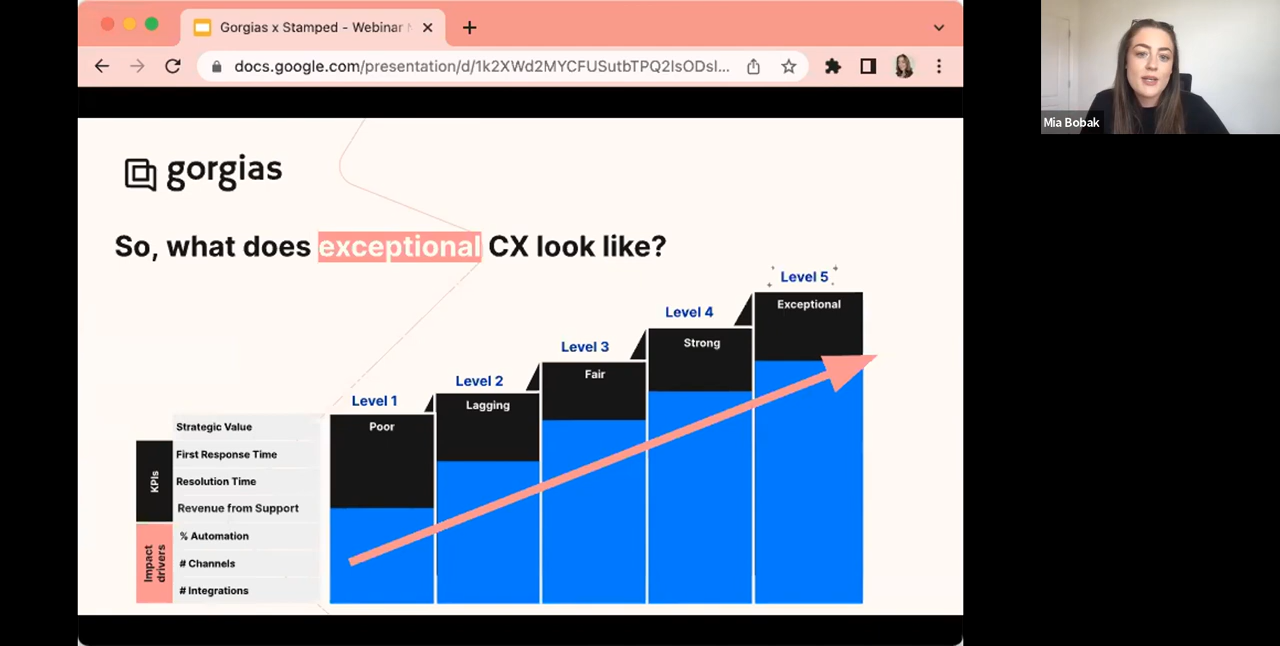 Gorgias x Stamped - Webinar
docs.google.com/presentation/d/1k2XWd2MYCFUSutbTPQ2IsODsI...
Mia Bobak
gorgias
So, what does exceptional CX look like?
Level 5
Exceptional
Level 4
Strong
Level 3
Fair
Level 2
Lagging
Level 1
Poor
KPIs
Strategic Value
First Response Time
Resolution Time
Revenue from Support
Impact
drivers
% Automation
# Channels
# Integrations